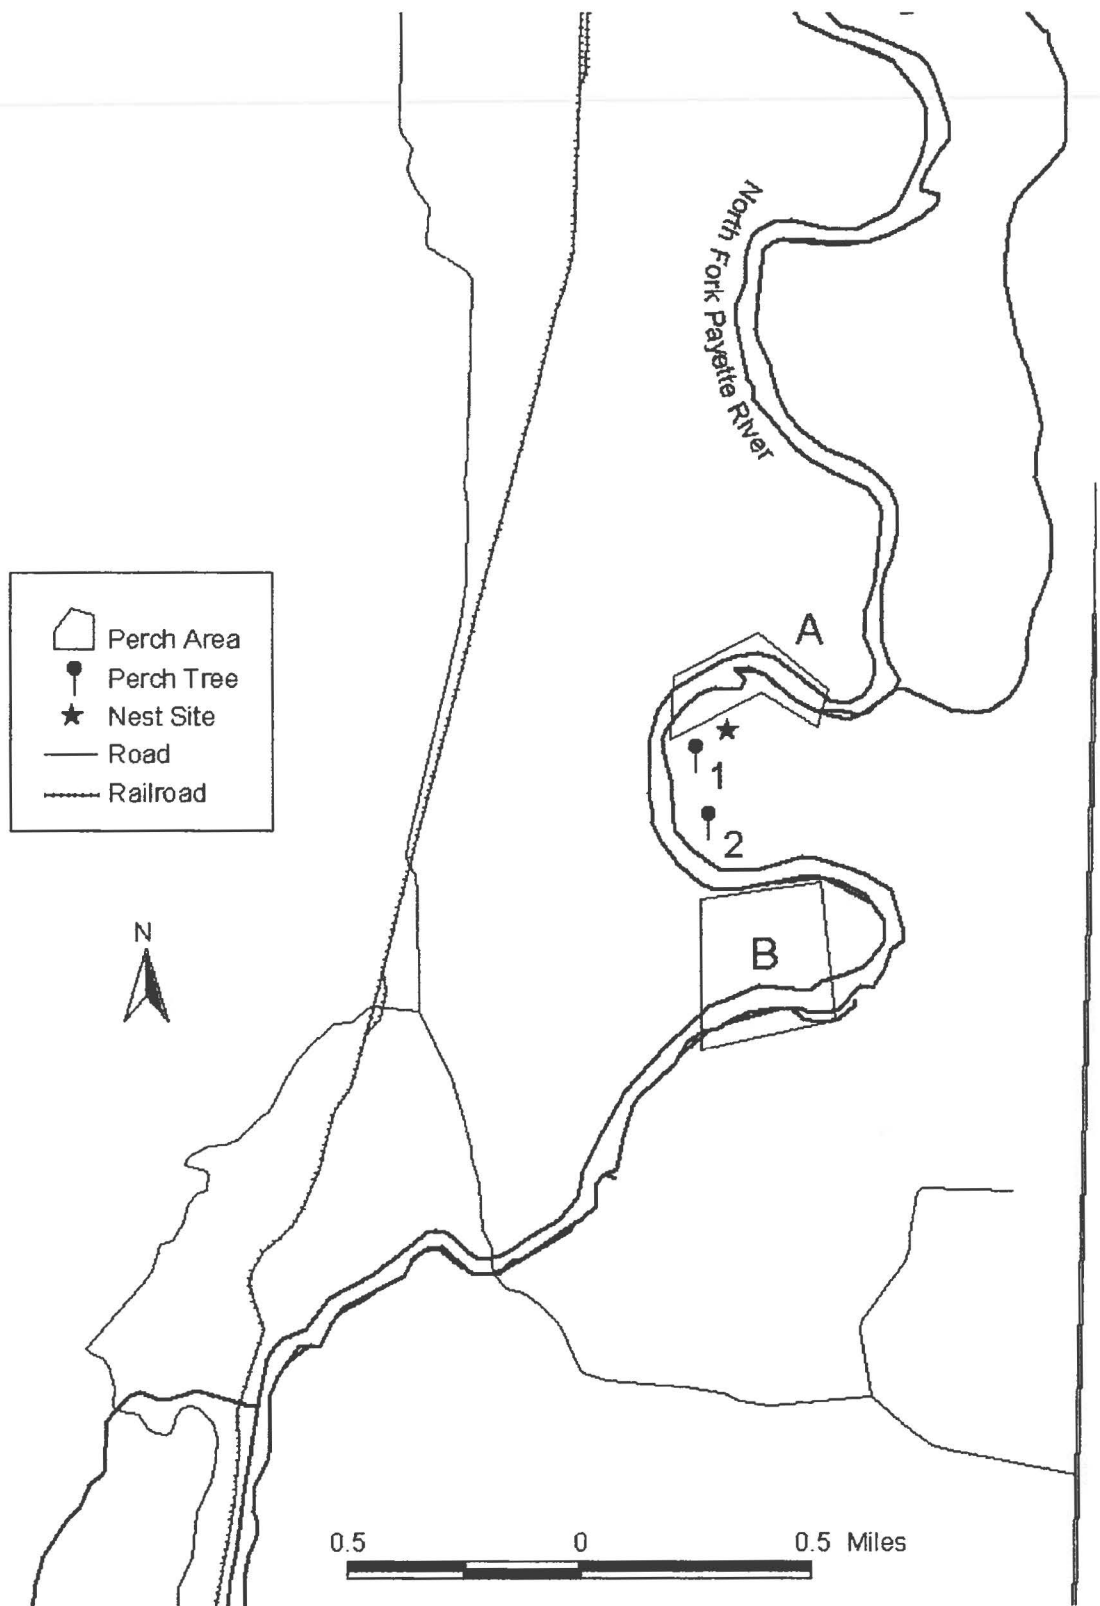 North Fork Payette River
A
Perch Area
Perch Tree
Nest Site
Road
Railroad
1
2
B
N
0.5 0 0.5 Miles